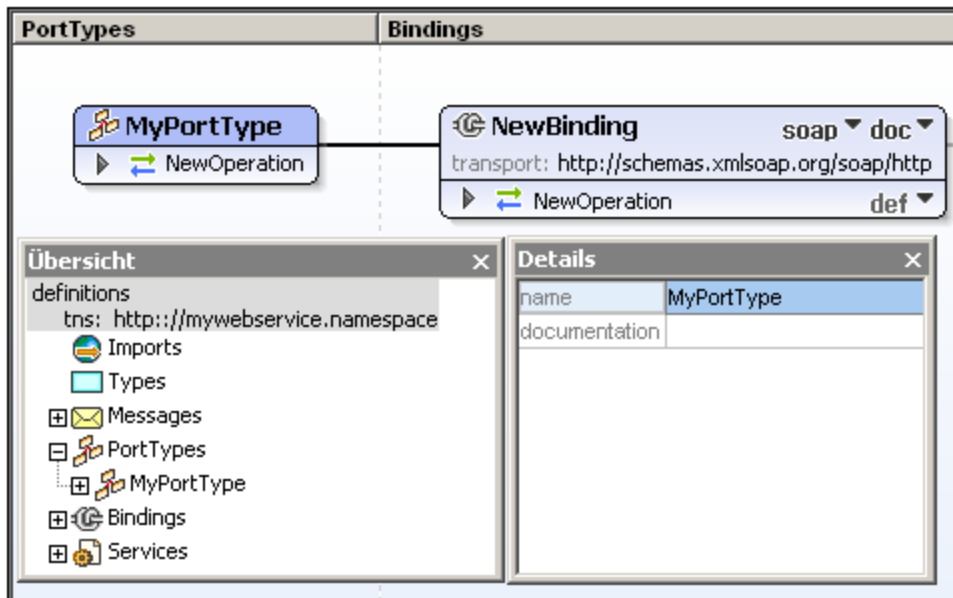 PortTypes
Bindings
MyPortType
NewOperation
NewBinding soap doc
transport: http://schemas.xmlsoap.org/soap/http
NewOperation def
Übersicht
definitions
tns: http:://mywebservice.namespace
Imports
Types
Messages
PortTypes
MyPortType
Bindings
Services
Details
name MyPortType
documentation